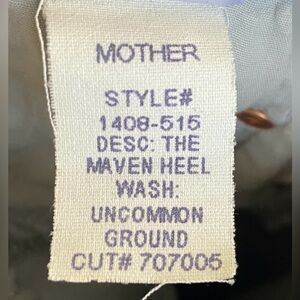 MOTHER
STYLE#
1408-515
DESC: THE
MAVEN HEEL
WASH:
UNCOMMON
GROUND
CUT# 707005